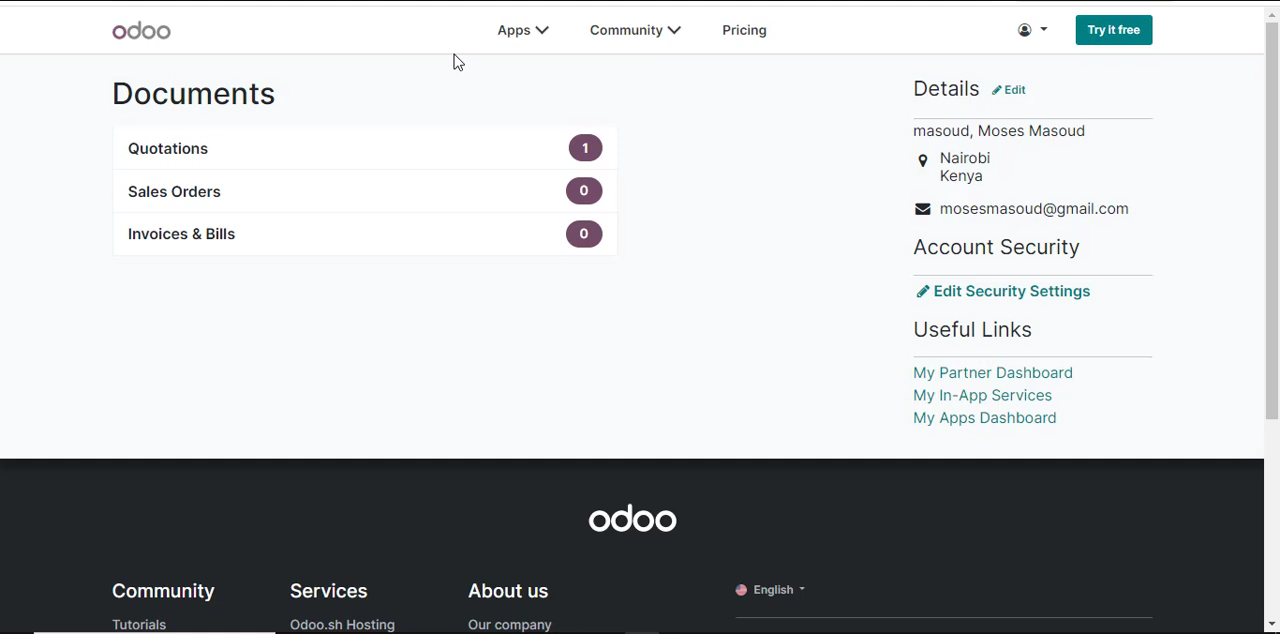 odoo
Apps
Community
Pricing
Try it free
Documents
Quotations 1
Sales Orders 0
Invoices & Bills 0
Details Edit
masoud, Moses Masoud
Nairobi
Kenya
mosesmasoud@gmail.com
Account Security
Edit Security Settings
Useful Links
My Partner Dashboard
My In-App Services
My Apps Dashboard
odoo
Community
Tutorials
Services
Odoo.sh Hosting
About us
Our company
English